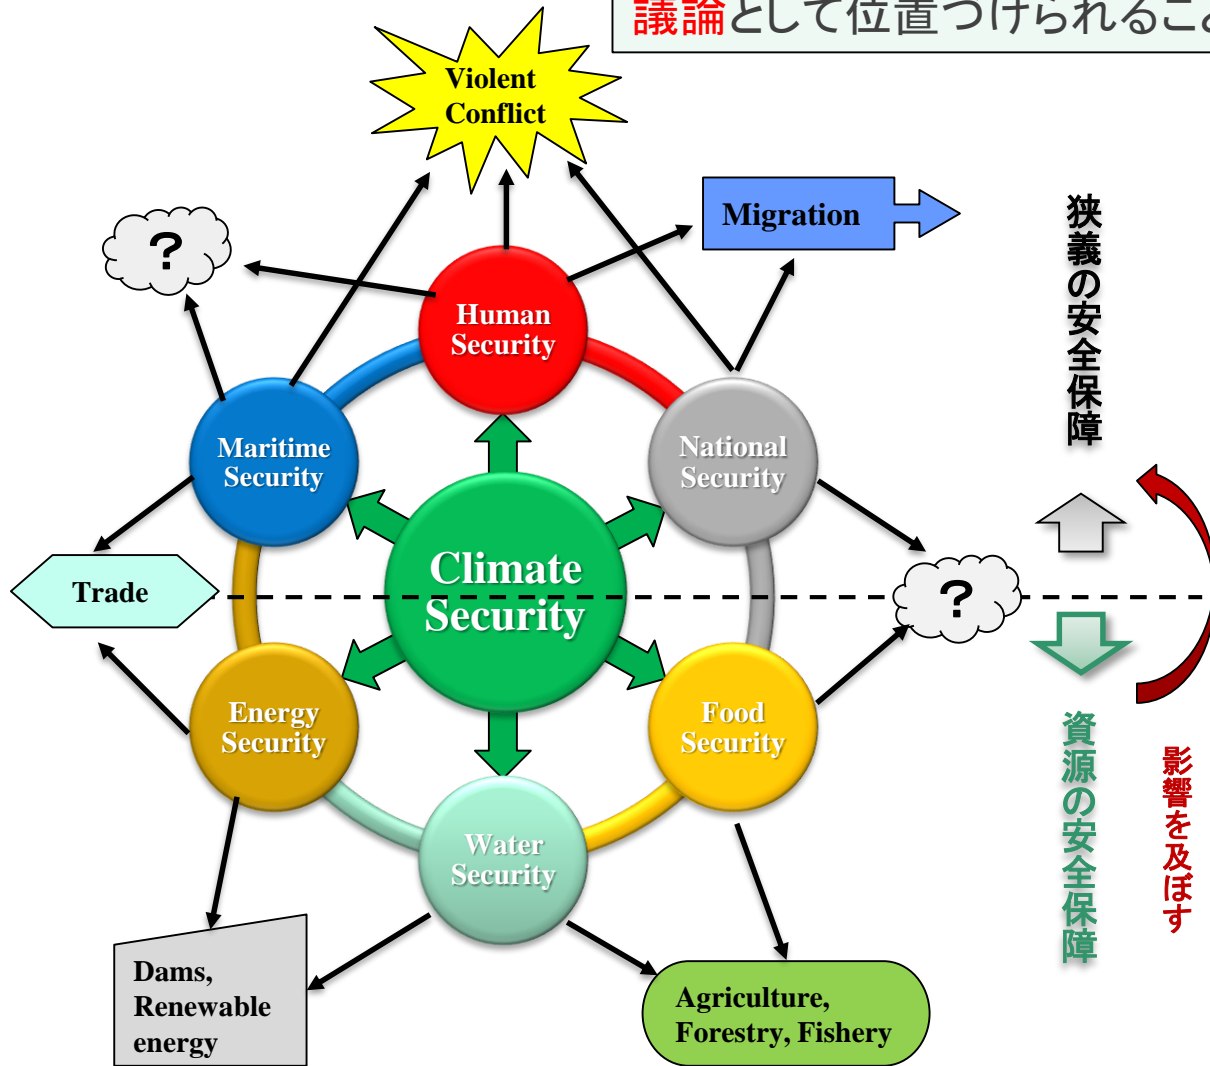 議論として位置づけられること
Violent
Conflict
?
Migration
Human
Security
Maritime
Security
National
Security
Climate
Security
Trade
?
Energy
Security
Food
Security
Water
Security
Dams,
Renewable
energy
Agriculture,
Forestry, Fishery
狭義の安全保障
資源の安全保障
影響を及ぼす